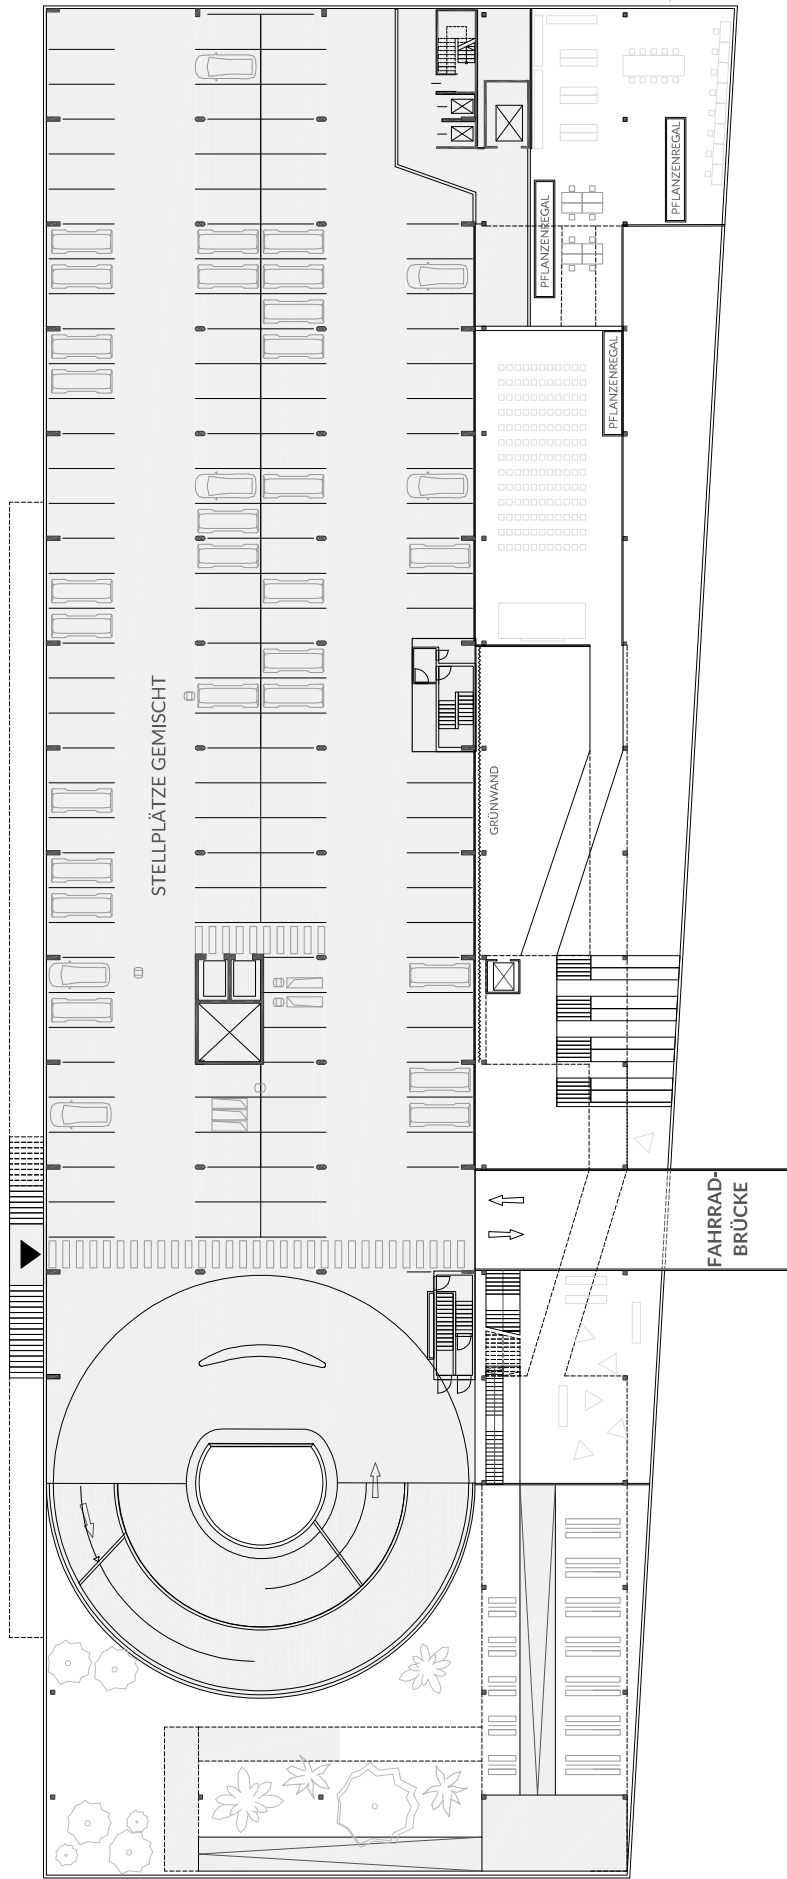 PFLANZENREGAL
PFLANZENREGAL
PFLANZENREGAL
STELLPLÄTZE GEMISCHT
GRÜNWAND
FAHRRAD-
BRÜCKE